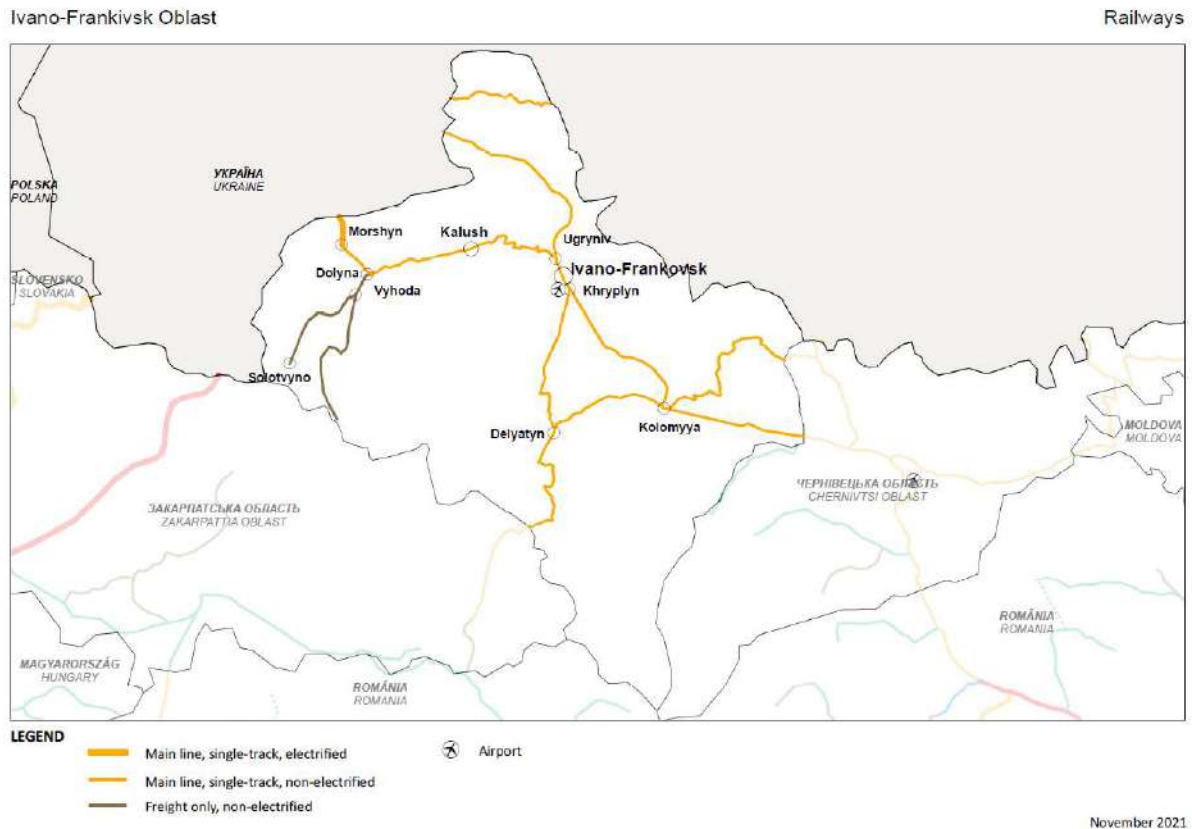 Ivano-Frankivsk Oblast
Railways
УКРАЇНА
UKRAINE
POLSKA
POLAND
Morshyn
Kalush
Ugryniv
Ivano-Frankovsk
Dolyna
Vyhoda
Khryplyn
SLOVENSKO
SLOVAKIA
Solotvyno
Delyatyn
Kolomyya
MOLDOVA
MOLDOVA
ЧЕРНІВЕЦЬКА ОБЛАСТЬ
CHERNIVTSI OBLAST
ЗАКАРПАТСЬКА ОБЛАСТЬ
ZAKARPATTIA OBLAST
ROMÂNIA
ROMANIA
MAGYARORSZÁG
HUNGARY
ROMÂNIA
ROMANIA
LEGEND
Main line, single-track, electrified
Airport
Main line, single-track, non-electrified
Freight only, non-electrified
November 2021